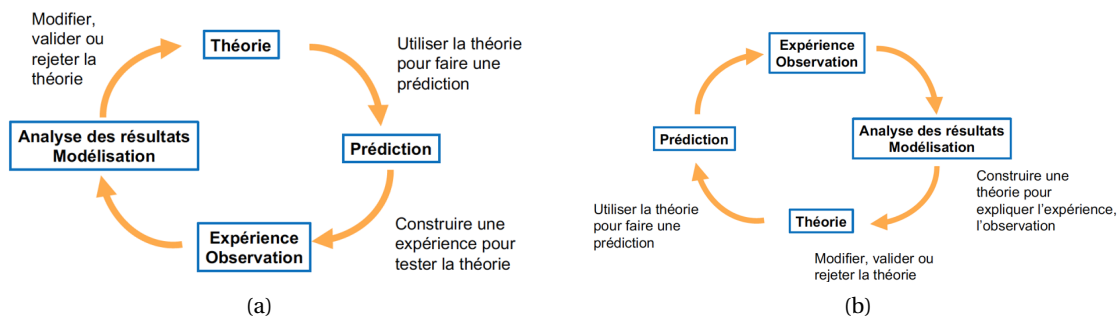 Modifier,
valider ou
rejeter la
théorie
Théorie
Utiliser la théorie
pour faire une
prédiction
Analyse des résultats
Modélisation
Prédiction
Expérience
Observation
Construire une
expérience pour
tester la théorie
(a)
Expérience
Observation
Prédiction
Analyse des résultats
Modélisation
Construire une
théorie pour
expliquer l'expérience,
l'observation
Utiliser la théorie
pour faire une
prédiction
Théorie
Modifier, valider ou
rejeter la théorie
(b)